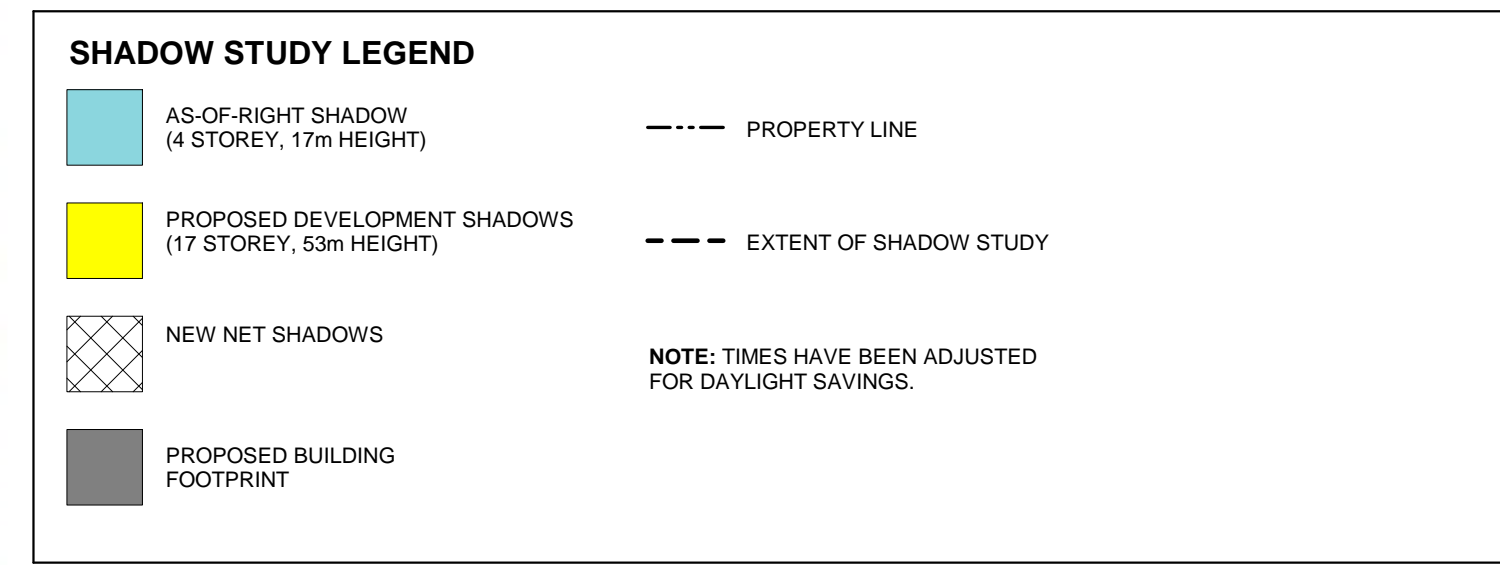 SHADOW STUDY LEGEND
AS-OF-RIGHT SHADOW
(4 STOREY, 17m HEIGHT)
PROPOSED DEVELOPMENT SHADOWS
(17 STOREY, 53m HEIGHT)
NEW NET SHADOWS
PROPOSED BUILDING
FOOTPRINT
PROPERTY LINE
EXTENT OF SHADOW STUDY
NOTE: TIMES HAVE BEEN ADJUSTED
FOR DAYLIGHT SAVINGS.